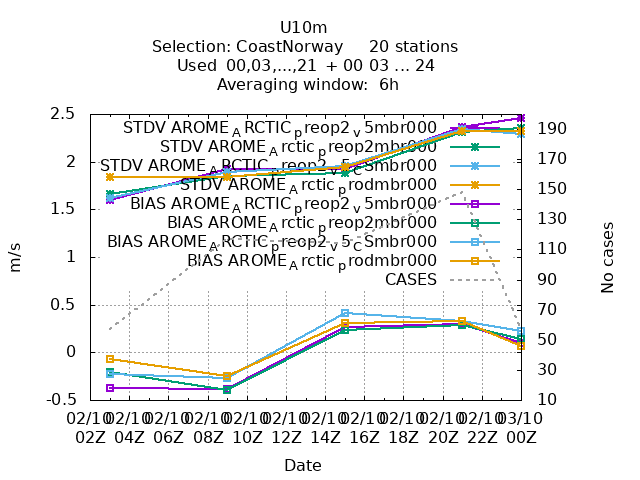 U10m
Selection: CoastNorway 20 stations
Used 00,03,...,21 + 00 03 ... 24
Averaging window: 6h
2.5
2
1.5
1
0.5
0
-0.5
m/s
STDV AROME_ARCTIC_preop2_v5mbr000
STDV AROME_Arctic_preop2mbr000
STDV AROME_ARCTIC_preop2_v5_CSmbr000
STDV AROME_Arctic_prodmbr000
BIAS AROME_ARCTIC_preop2_v5mbr000
BIAS AROME_Arctic_preop2mbr000
BIAS AROME_ARCTIC_preop2_v5_CSmbr000
BIAS AROME_Arctic_prodmbr000
CASES
190
170
150
130
110
90
70
50
30
10
No cases
02/10 02/10 02/10 02/10 02/10 02/10 02/10 02/10 02/10 02/10 02/10 03/10
02Z 04Z 06Z 08Z 10Z 12Z 14Z 16Z 18Z 20Z 22Z 00Z
Date